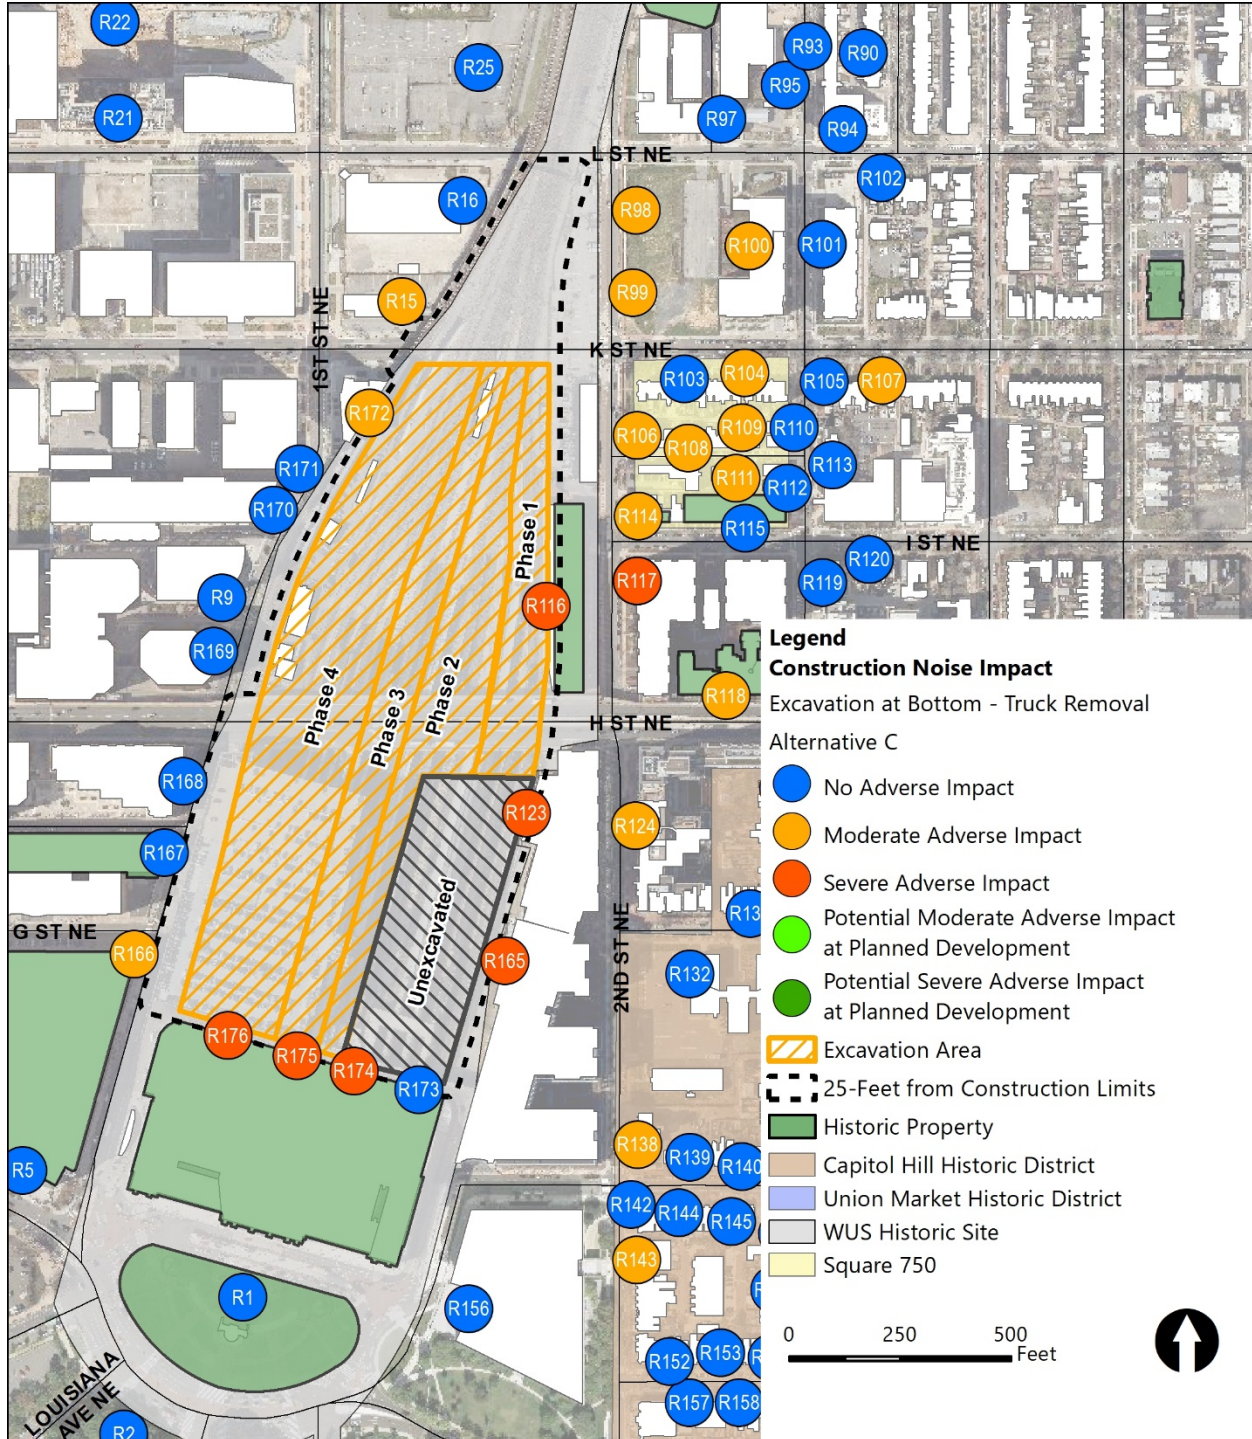 R22
R93
R90
R25
R95
R21
R97
R94
L ST NE
R102
R16
R98
R100
R101
R99
R15
1ST ST NE
K ST NE
R103
R104
R105
R107
R172
R106
R109
R110
R108
R171
R113
R111
R112
R170
R114
R115
Phase 1
I ST NE
R120
R117
R119
R9
R116
R169
Phase 4
Phase 3
Phase 2
R118
H ST NE
R168
R123
R124
R167
R13
Unexcavated
G ST NE
R166
R165
R132
2ND ST NE
R176
R175
R174
R173
R138
R139
R140
R5
R142
R144
R145
R143
R1
R156
R153
R152
R157
R158
LOUISIANA
AVE NE
R2
Legend
Construction Noise Impact
Excavation at Bottom - Truck Removal
Alternative C
No Adverse Impact
Moderate Adverse Impact
Severe Adverse Impact
Potential Moderate Adverse Impact
at Planned Development
Potential Severe Adverse Impact
at Planned Development
Excavation Area
25-Feet from Construction Limits
Historic Property
Capitol Hill Historic District
Union Market Historic District
WUS Historic Site
Square 750
0 250 500
Feet